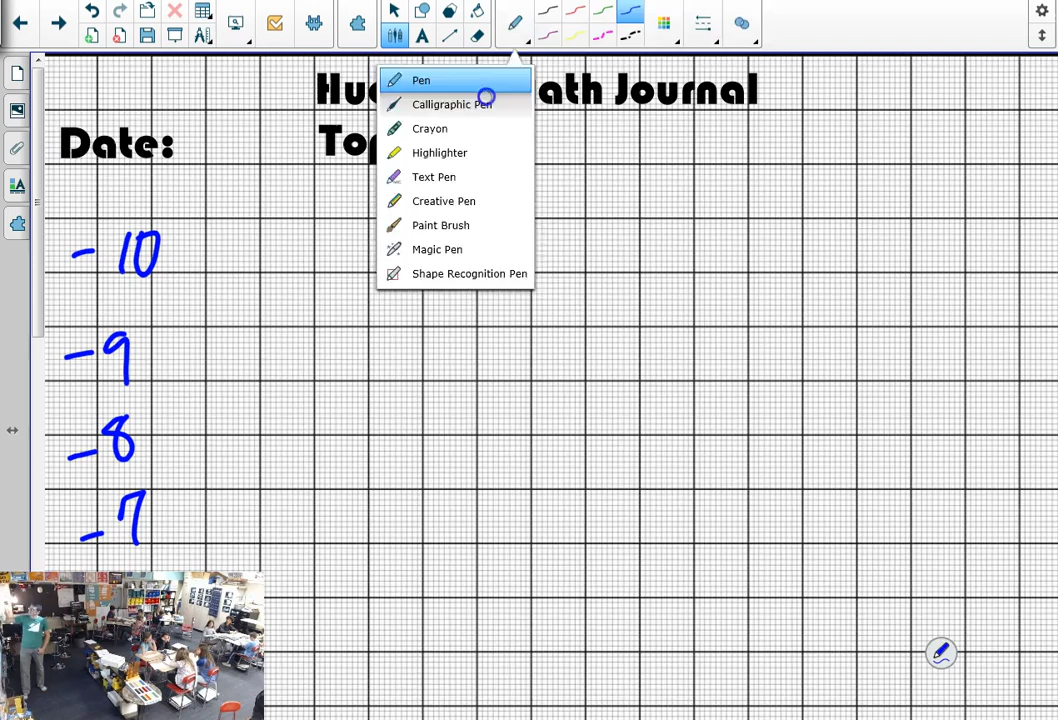 Hu ath Journal
Date: Top
Pen
Calligraphic Pen
Crayon
Highlighter
Text Pen
Creative Pen
Paint Brush
Magic Pen
Shape Recognition Pen
- 10
- 9
- 8
- 7